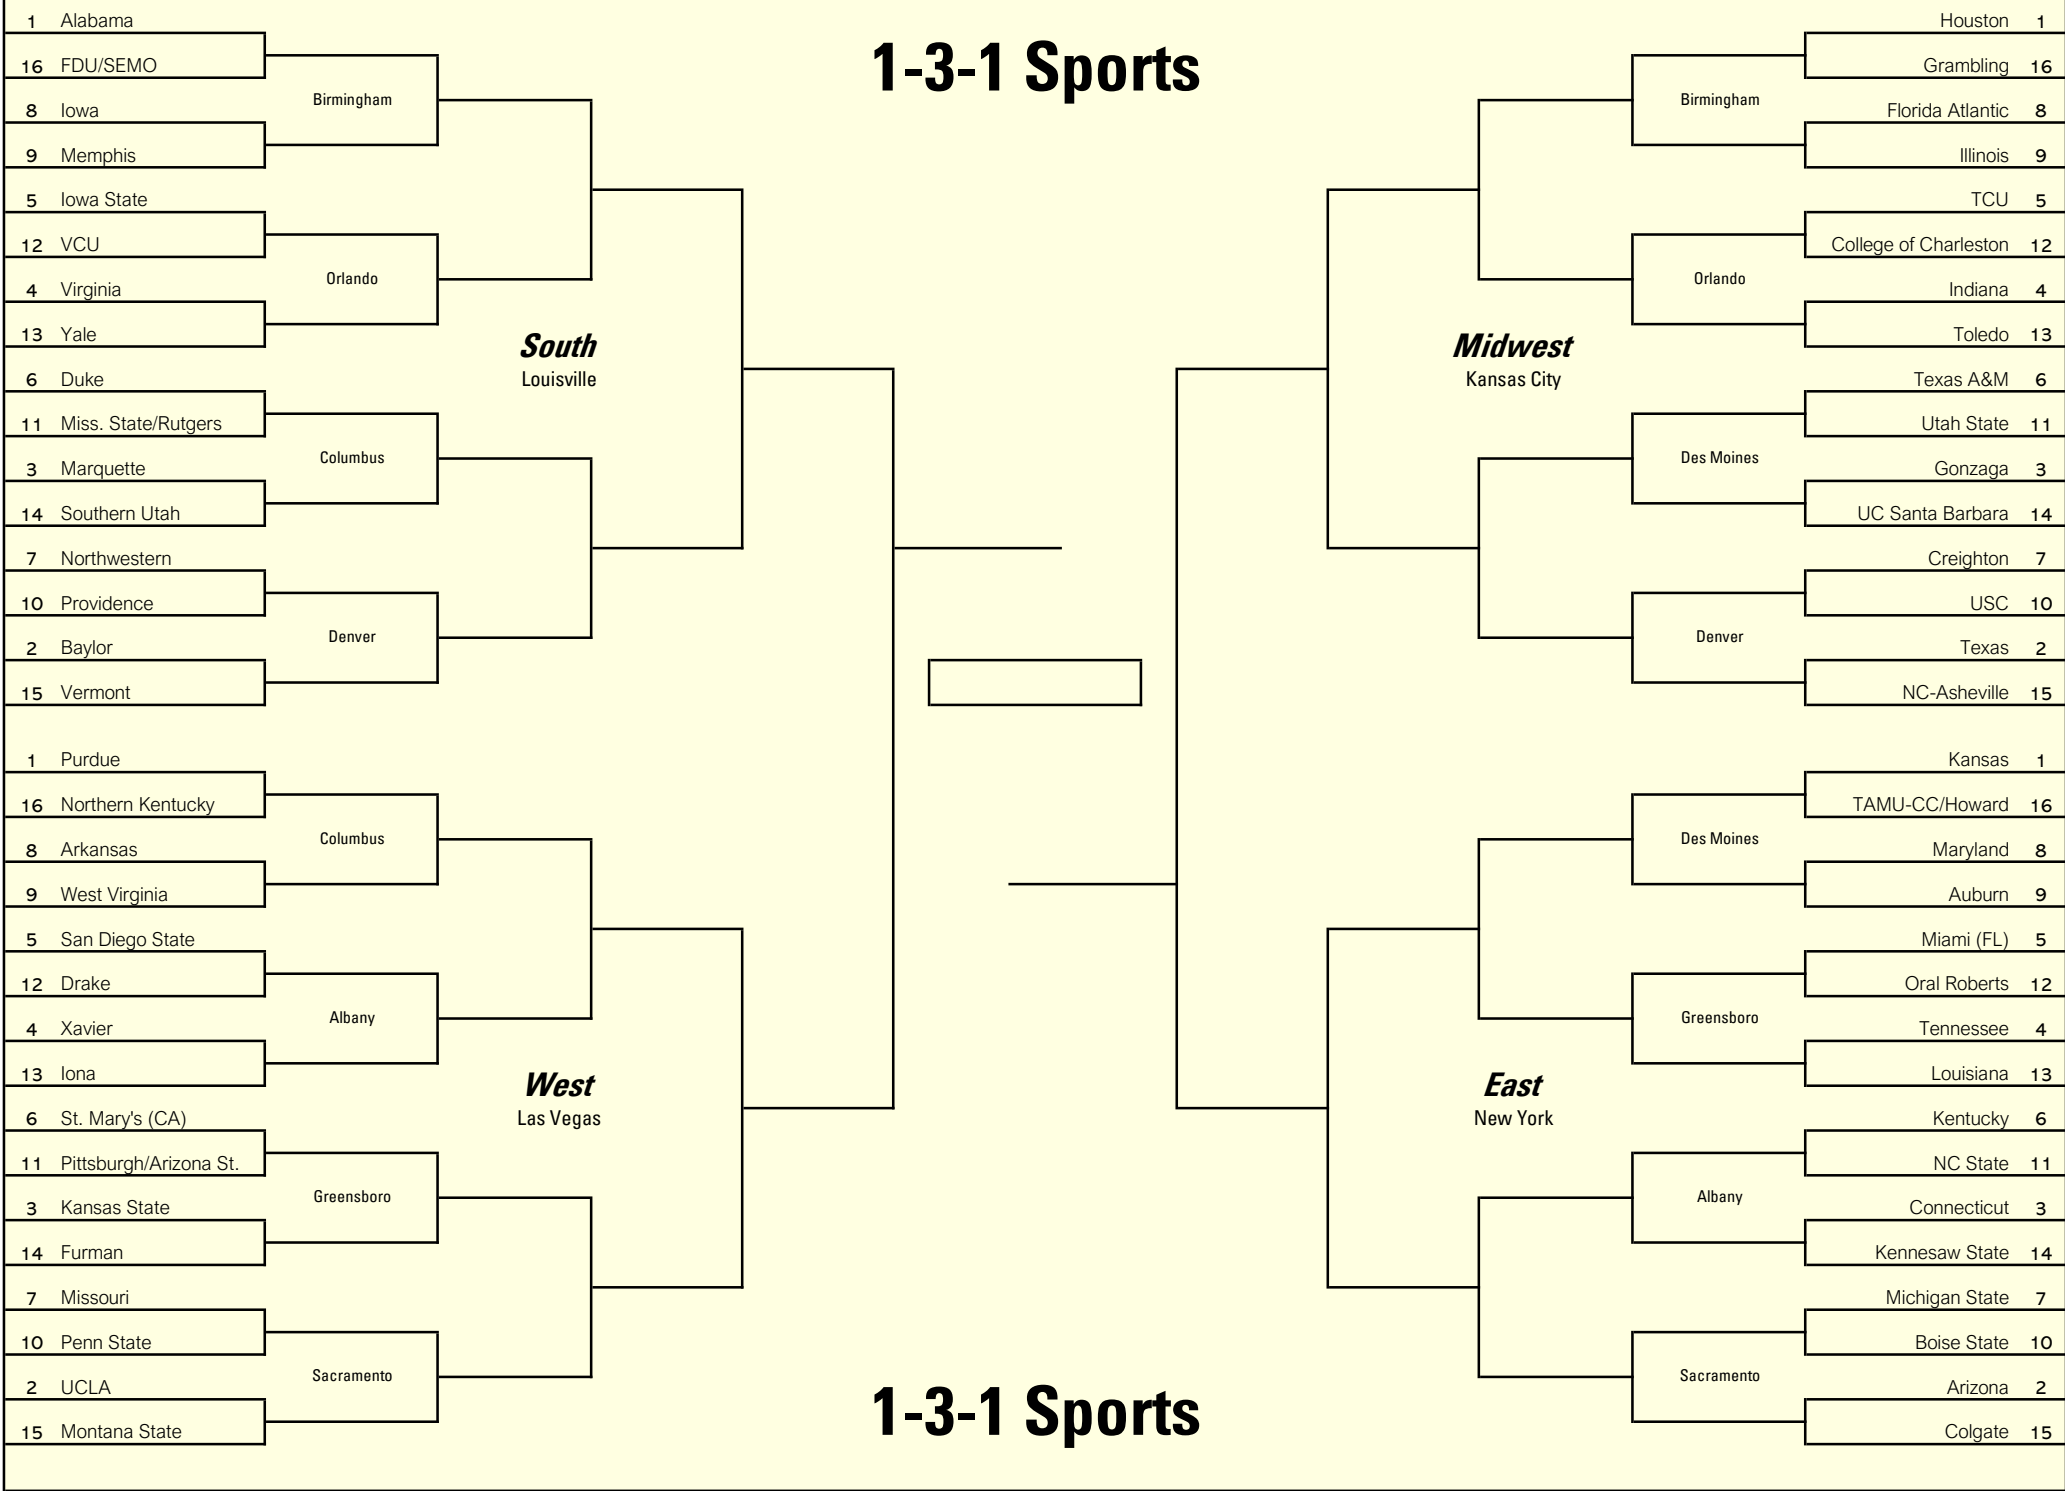 1-3-1 Sports
1 Alabama
16 FDU/SEMO
Birmingham
8 Iowa
9 Memphis
5 Iowa State
12 VCU
Orlando
4 Virginia
13 Yale
South
Louisville
6 Duke
11 Miss. State/Rutgers
Columbus
3 Marquette
14 Southern Utah
7 Northwestern
10 Providence
Denver
2 Baylor
15 Vermont
1 Purdue
16 Northern Kentucky
Columbus
8 Arkansas
9 West Virginia
5 San Diego State
12 Drake
Albany
4 Xavier
13 Iona
West
Las Vegas
6 St. Mary's (CA)
11 Pittsburgh/Arizona St.
Greensboro
3 Kansas State
14 Furman
7 Missouri
10 Penn State
Sacramento
2 UCLA
15 Montana State
Houston 1
Grambling 16
Birmingham
Florida Atlantic 8
Illinois 9
TCU 5
College of Charleston 12
Orlando
Indiana 4
Toledo 13
Midwest
Kansas City
Texas A&M 6
Utah State 11
Des Moines
Gonzaga 3
UC Santa Barbara 14
Creighton 7
USC 10
Denver
Texas 2
NC-Asheville 15
Kansas 1
TAMU-CC/Howard 16
Des Moines
Maryland 8
Auburn 9
Miami (FL) 5
Oral Roberts 12
Greensboro
Tennessee 4
Louisiana 13
East
New York
Kentucky 6
NC State 11
Albany
Connecticut 3
Kennesaw State 14
Michigan State 7
Boise State 10
Sacramento
Arizona 2
Colgate 15
1-3-1 Sports